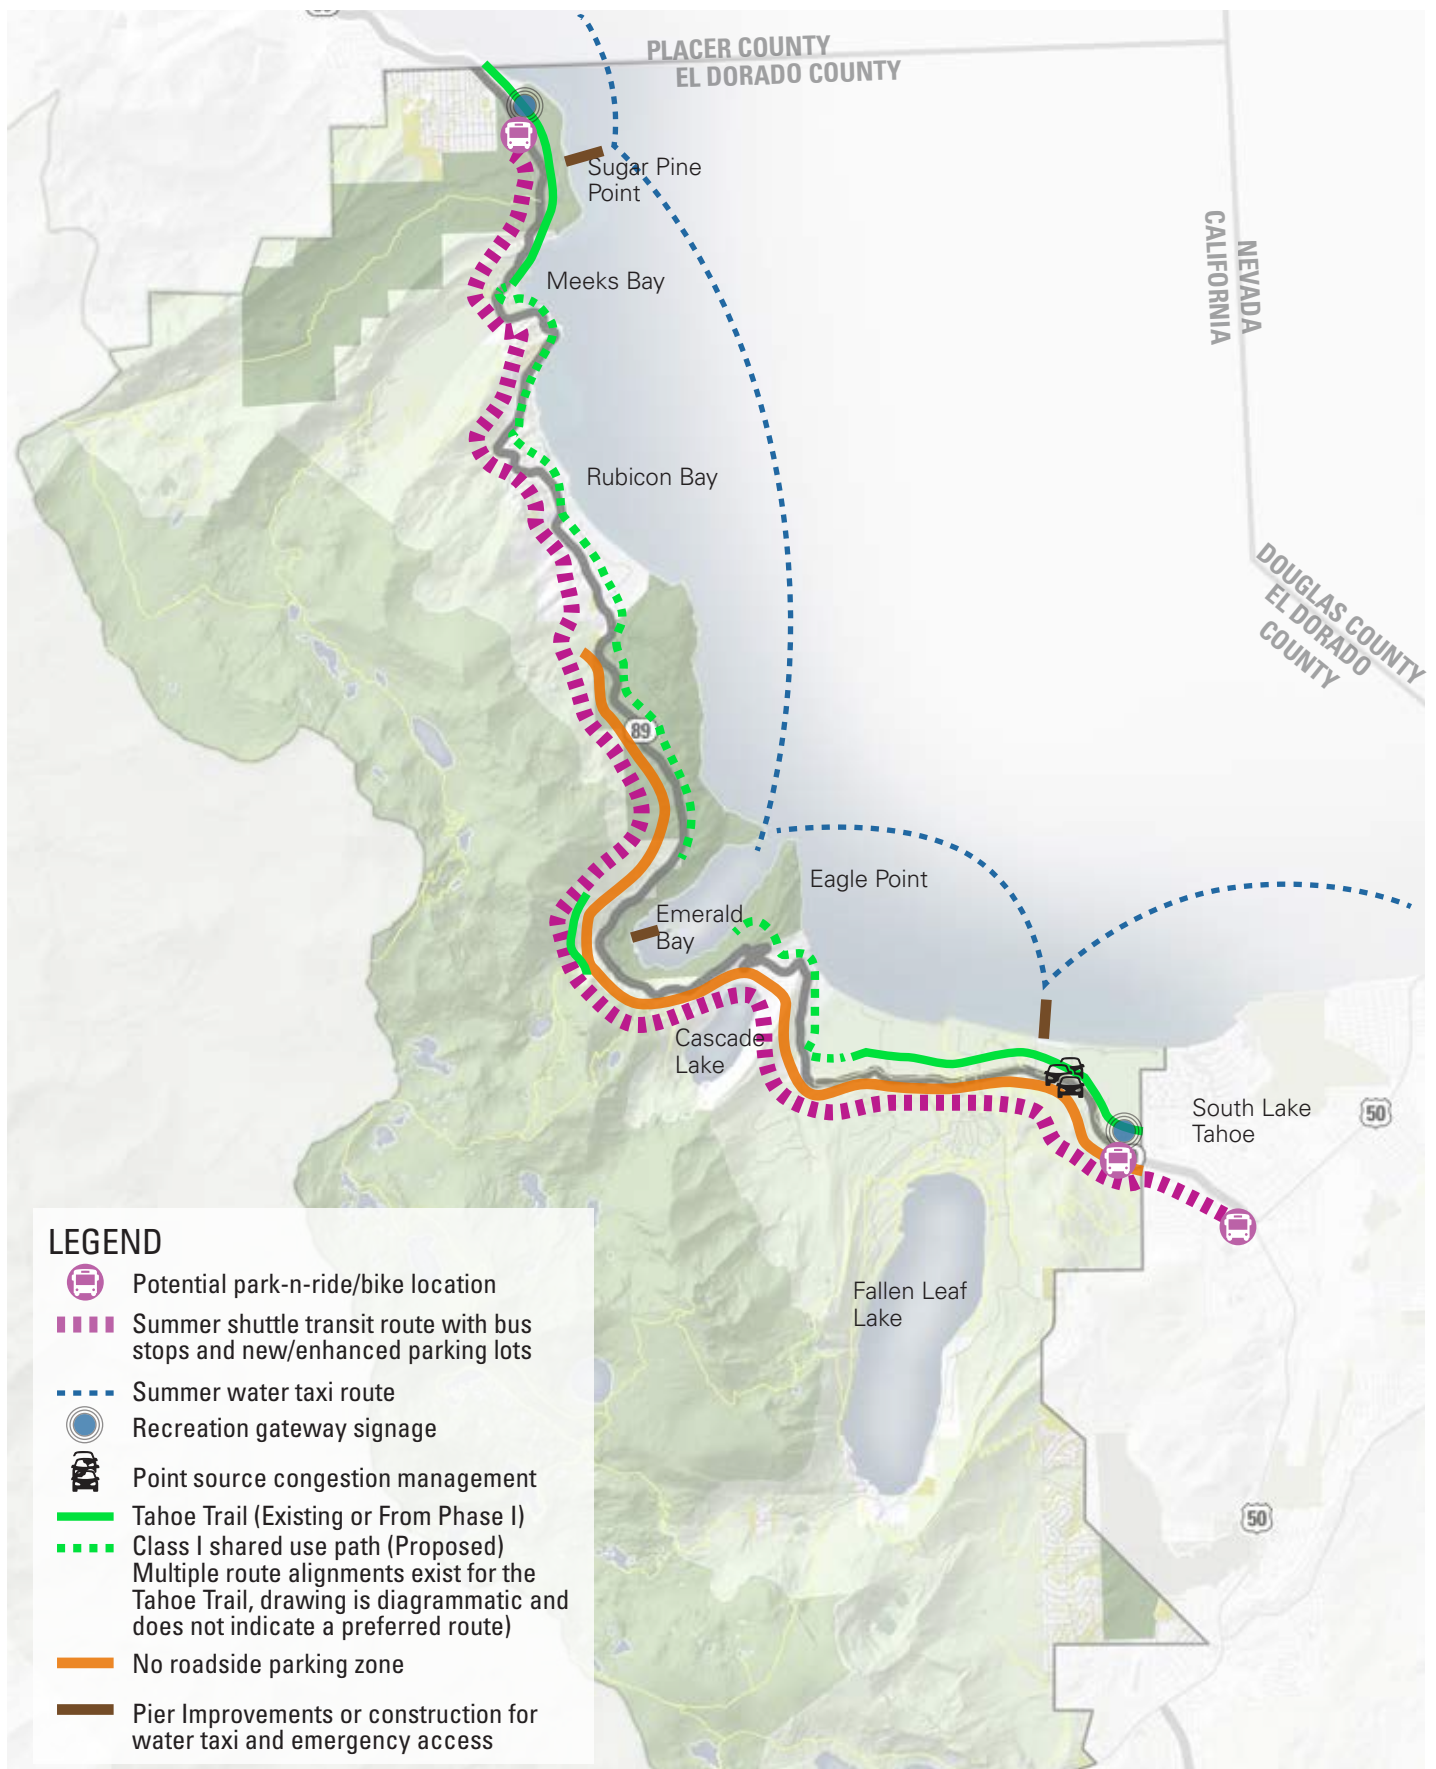 PLACER COUNTY
EL DORADO COUNTY
Sugar Pine
Point
NEVADA
CALIFORNIA
Meeks Bay
Rubicon Bay
DOUGLAS COUNTY
EL DORADO
COUNTY
89
Eagle Point
Emerald
Bay
Cascade
Lake
South Lake
Tahoe
50
Fallen Leaf
Lake
50
LEGEND
Potential park-n-ride/bike location
Summer shuttle transit route with bus
stops and new/enhanced parking lots
Summer water taxi route
Recreation gateway signage
Point source congestion management
Tahoe Trail (Existing or From Phase I)
Class I shared use path (Proposed)
Multiple route alignments exist for the
Tahoe Trail, drawing is diagrammatic and
does not indicate a preferred route)
No roadside parking zone
Pier Improvements or construction for
water taxi and emergency access